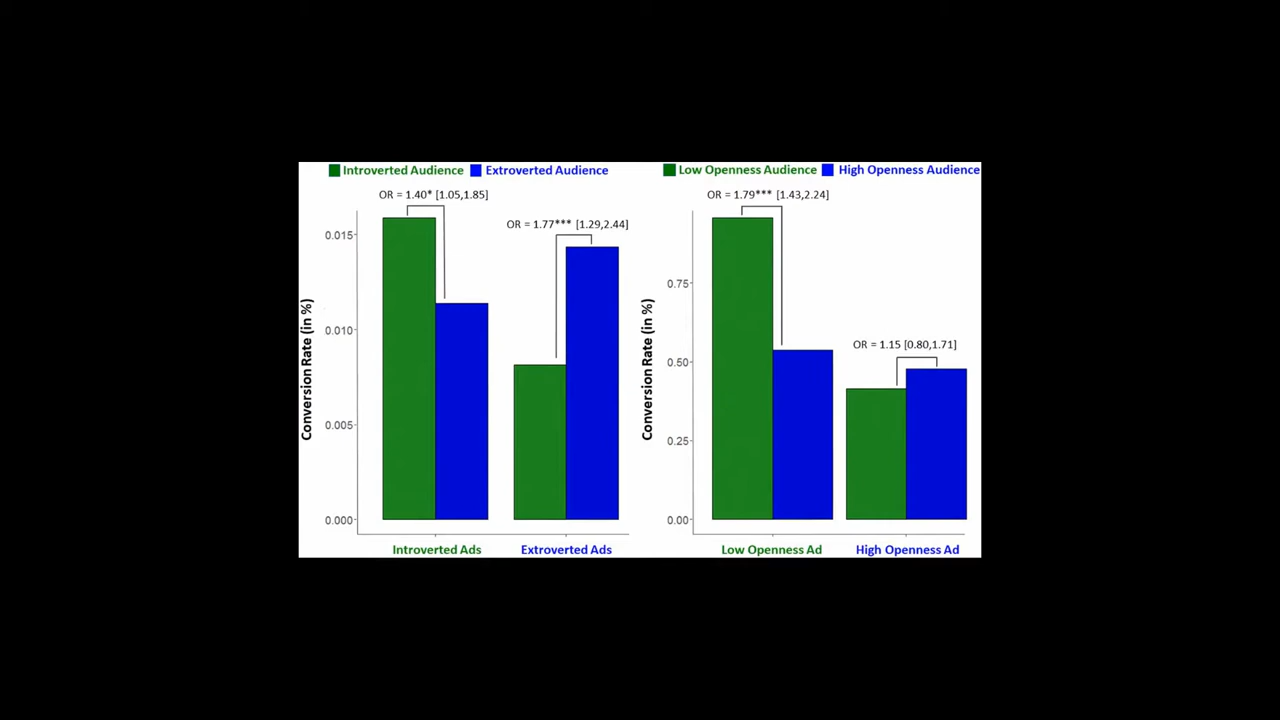 Introverted Audience Extroverted Audience
OR = 1.40* [1.05,1.85]
OR = 1.77*** [1.29,2.44]
Conversion Rate (in %)
0.015
0.010
0.005
0.000
Introverted Ads Extroverted Ads
Low Openness Audience High Openness Audience
OR = 1.79*** [1.43,2.24]
OR = 1.15 [0.80,1.71]
Conversion Rate (in %)
0.75
0.50
0.25
0.00
Low Openness Ad High Openness Ad